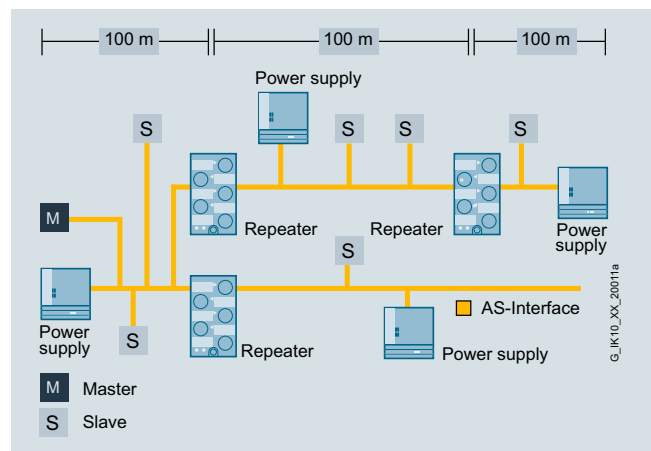 100 m
100 m
100 m
Power supply
S
S
S
S
M
Repeater
Repeater
Power
supply
S
Power
supply
S
Repeater
AS-Interface
Power supply
G_IK10_XX_20011a
M Master
S Slave